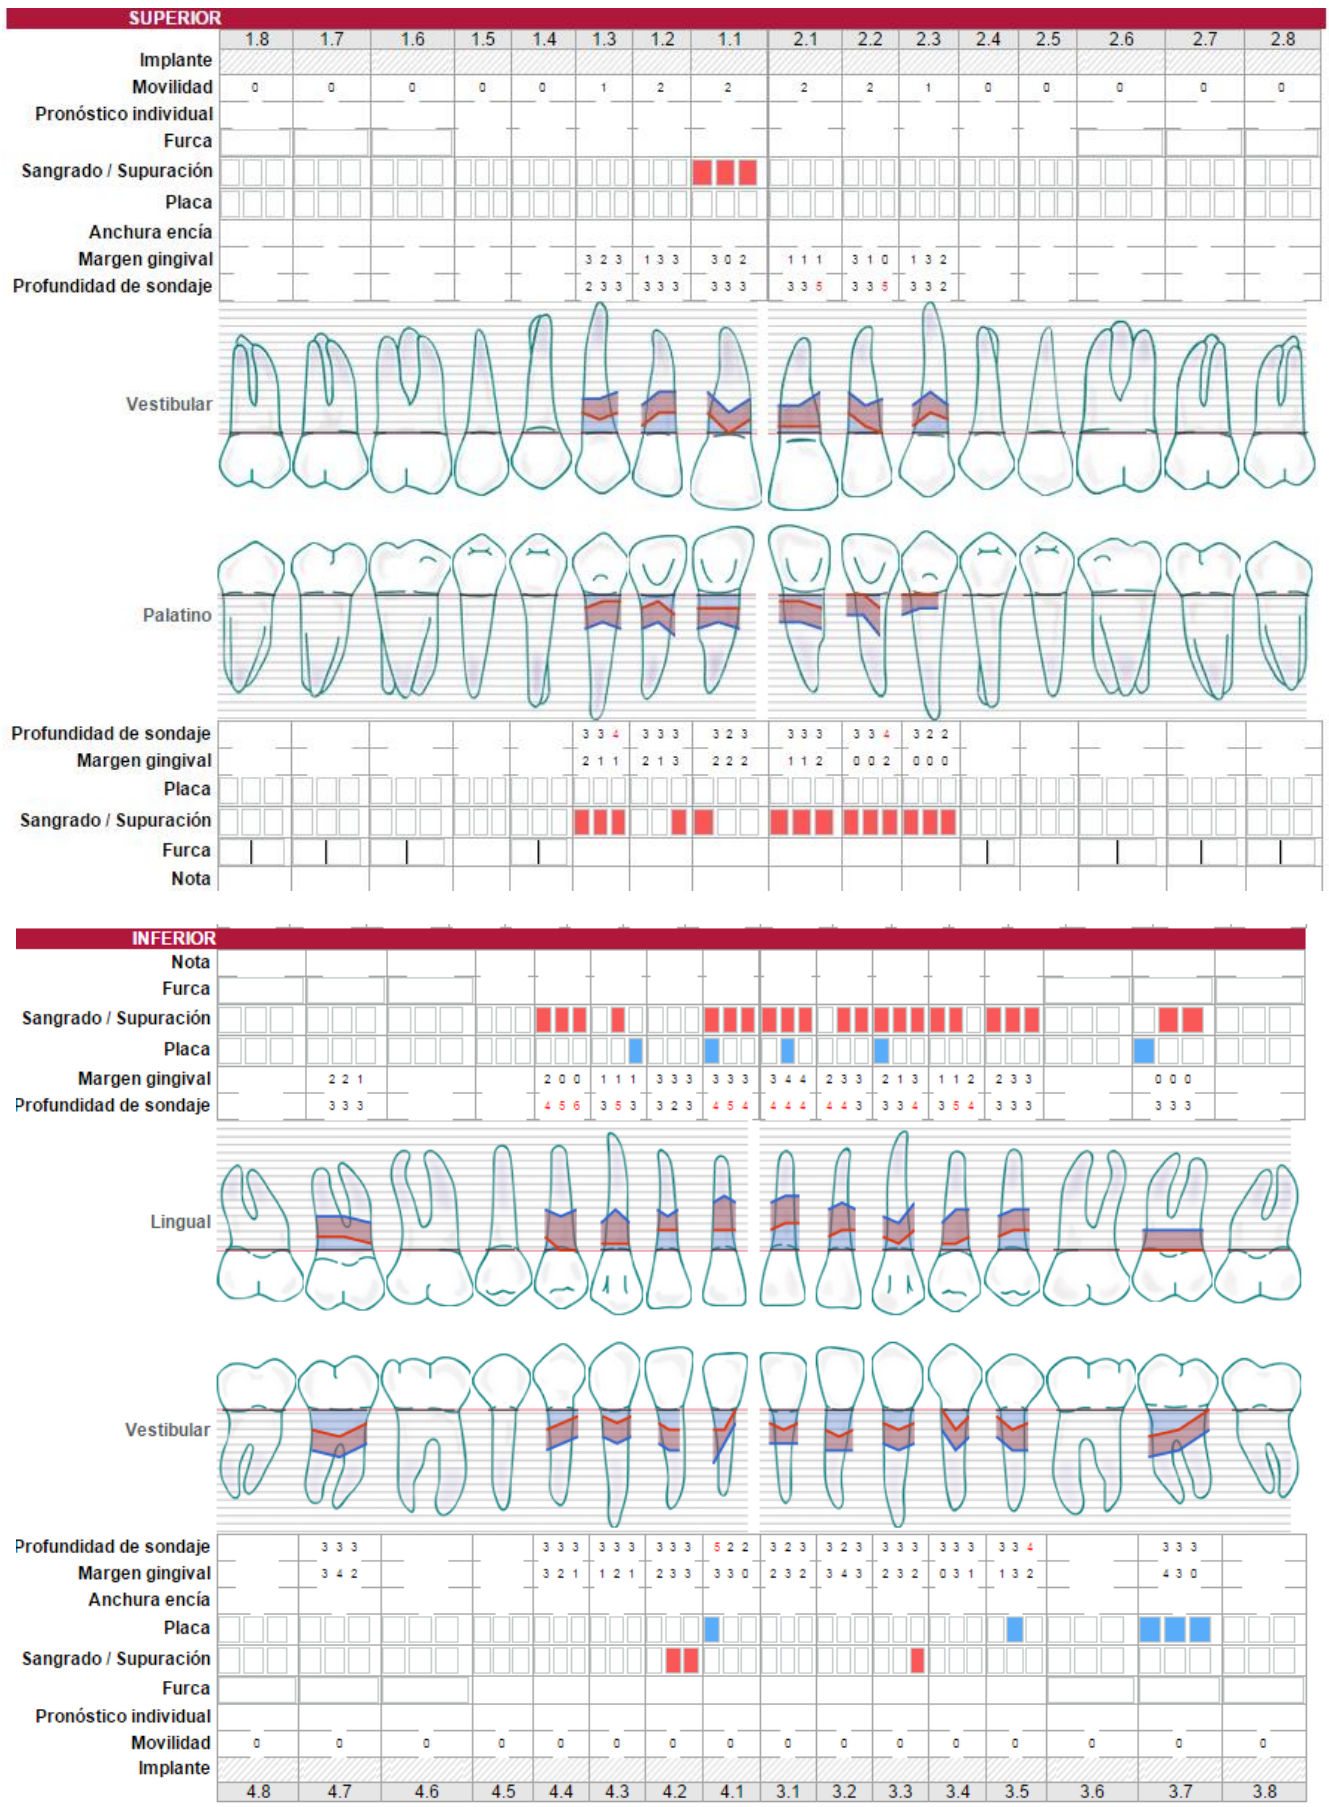 SUPERIOR
1.8 1.7 1.6 1.5 1.4 1.3 1.2 1.1 2.1 2.2 2.3 2.4 2.5 2.6 2.7 2.8
Implante
Movilidad 0 0 0 0 0 1 2 2 2 2 1 0 0 0 0 0
Pronóstico individual
Furca
Sangrado / Supuración
Placa
Anchura encía
Margen gingival 3 2 3 1 3 3 3 0 2 1 1 1 3 1 0 1 3 2
Profundidad de sondaje 2 3 3 3 3 3 3 3 3 3 3 5 3 3 5 3 3 2
Vestibular
Palatino
Profundidad de sondaje 3 3 4 3 3 3 3 2 3 3 3 3 3 3 4 3 2 2
Margen gingival 2 1 1 2 1 3 2 2 2 1 1 2 0 0 2 0 0 0
Placa
Sangrado / Supuración
Furca
Nota
INFERIOR
Nota
Furca
Sangrado / Supuración
Placa
Margen gingival 2 2 1 2 0 0 1 1 1 3 3 3 3 3 3 3 4 4 2 3 3 2 1 3 1 1 2 2 3 3 0 0 0
Profundidad de sondaje 3 3 3 4 5 6 3 5 3 3 2 3 4 5 4 4 4 4 4 4 3 3 3 4 3 5 4 3 3 3 3 3 3
Lingual
Vestibular
Profundidad de sondaje 3 3 3 3 3 3 3 3 3 3 3 3 5 2 2 3 2 3 3 2 3 3 3 3 3 3 3 3 3 4 3 3 3
Margen gingival 3 4 2 3 2 1 1 2 1 2 3 3 3 3 0 2 3 2 3 4 3 2 3 2 0 3 1 1 3 2 4 3 0
Anchura encía
Placa
Sangrado / Supuración
Furca
Pronóstico individual
Movilidad 0 0 0 0 0 0 0 0 0 0 0 0 0 0 0 0
Implante
4.8 4.7 4.6 4.5 4.4 4.3 4.2 4.1 3.1 3.2 3.3 3.4 3.5 3.6 3.7 3.8